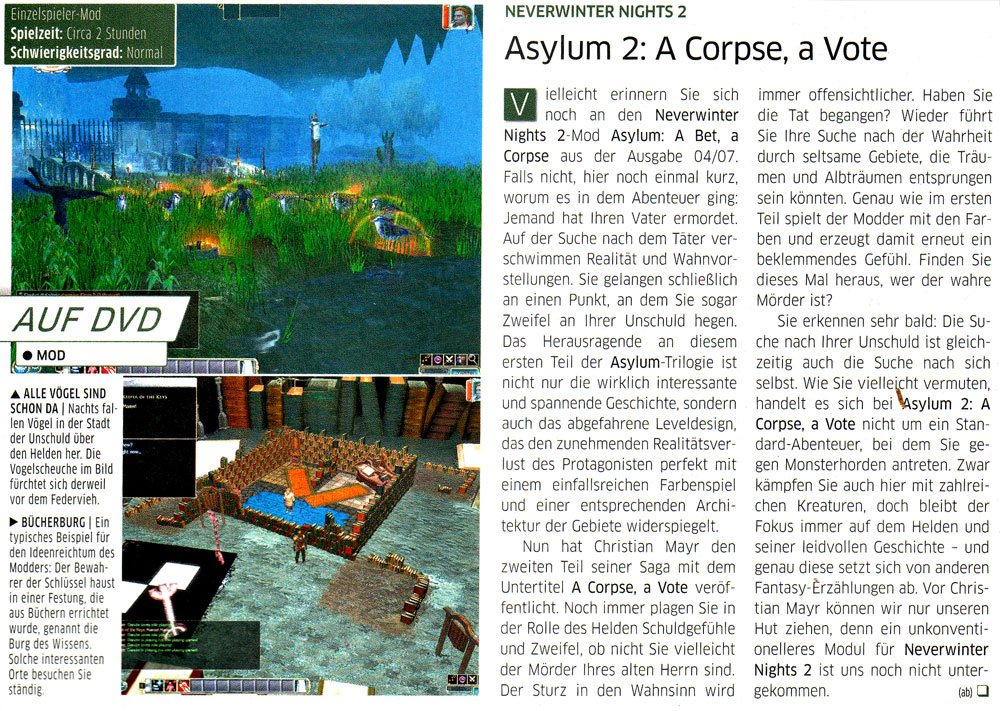 Einzelspieler-Mod
Spielzeit: Circa 2 Stunden
Schwierigkeitsgrad: Normal
AUF DVD
● MOD
▲ ALLE VÖGEL SIND
SCHON DA | Nachts fal-
len Vögel in der Stadt
der Unschuld über
den Helden her. Die
Vogelscheuche im Bild
fürchtet sich derweil
vor dem Federvieh.
▶ BÜCHERBURG | Ein
typisches Beispiel für
den Ideenreichtum des
Modders: Der Bewah-
rer der Schlüssel haust
in einer Festung, die
aus Büchern errichtet
wurde, genannt die
Burg des Wissens.
Solche interessanten
Orte besuchen Sie
ständig.
NEVERWINTER NIGHTS 2
Asylum 2: A Corpse, a Vote
Vielleicht erinnern Sie sich
noch an den Neverwinter
Nights 2-Mod Asylum: A Bet, a
Corpse aus der Ausgabe 04/07.
Falls nicht, hier noch einmal kurz,
worum es in dem Abenteuer ging:
Jemand hat Ihren Vater ermordet.
Auf der Suche nach dem Täter ver-
schwimmen Realität und Wahnvor-
stellungen. Sie gelangen schließlich
an einen Punkt, an dem Sie sogar
Zweifel an Ihrer Unschuld hegen.
Das Herausragende an diesem
ersten Teil der Asylum-Trilogie ist
nicht nur die wirklich interessante
und spannende Geschichte, sondern
auch das abgefahrene Leveldesign,
das den zunehmenden Realitätsver-
lust des Protagonisten perfekt mit
einem einfallsreichen Farbenspiel
und einer entsprechenden Archi-
tektur der Gebiete widerspiegelt.
Nun hat Christian Mayr den
zweiten Teil seiner Saga mit dem
Untertitel A Corpse, a Vote veröf-
fentlicht. Noch immer plagen Sie in
der Rolle des Helden Schuldgefühle
und Zweifel, ob nicht Sie vielleicht
der Mörder Ihres alten Herrn sind.
Der Sturz in den Wahnsinn wird
immer offensichtlicher. Haben Sie
die Tat begangen? Wieder führt
Sie Ihre Suche nach der Wahrheit
durch seltsame Gebiete, die Träu-
men und Albträumen entsprungen
sein könnten. Genau wie im ersten
Teil spielt der Modder mit den Far-
ben und erzeugt damit erneut ein
beklemmendes Gefühl. Finden Sie
dieses Mal heraus, wer der wahre
Mörder ist?
Sie erkennen sehr bald: Die Su-
che nach Ihrer Unschuld ist gleich-
zeitig auch die Suche nach sich
selbst. Wie Sie vielleicht vermuten,
handelt es sich bei Asylum 2: A
Corpse, a Vote nicht um ein Stan-
dard-Abenteuer, bei dem Sie ge-
gen Monsterhorden antreten. Zwar
kämpfen Sie auch hier mit zahlrei-
chen Kreaturen, doch bleibt der
Fokus immer auf dem Helden und
seiner leidvollen Geschichte – und
genau diese setzt sich von anderen
Fantasy-Erzählungen ab. Vor Chris-
tian Mayr können wir nur unseren
Hut ziehen, denn ein unkonventi-
onelleres Modul für Neverwinter
Nights 2 ist uns noch nicht unter-
gekommen. (ab) ❑